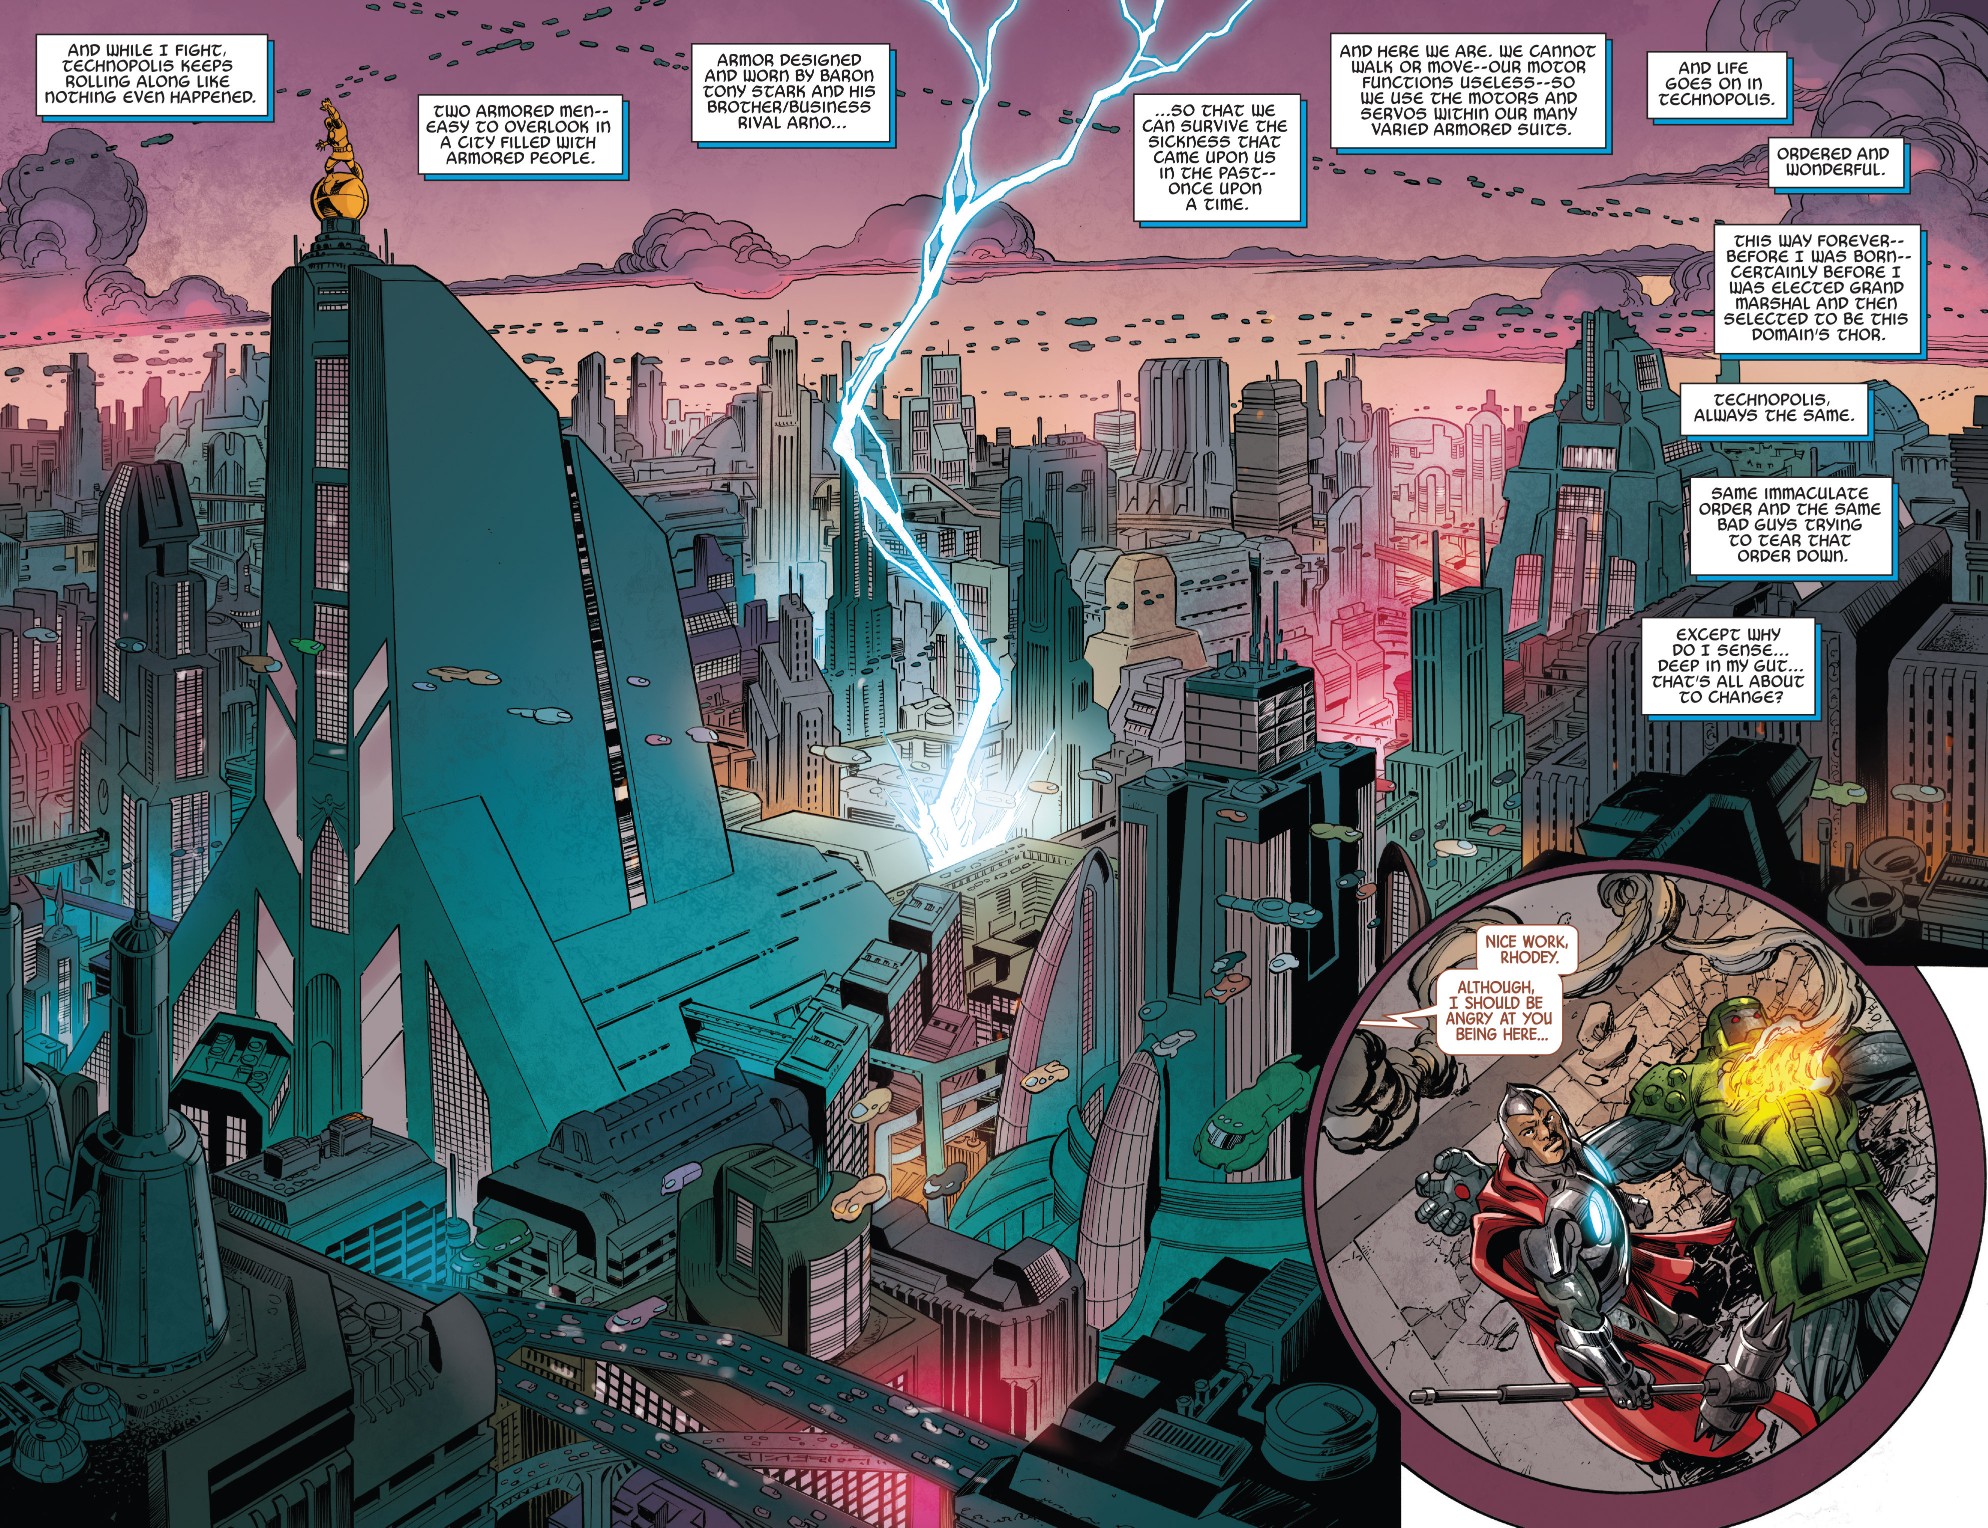 AND WHILE I FIGHT,
TECHNOPOLIS KEEPS
ROLLING ALONG LIKE
NOTHING EVEN HAPPENED.
TWO ARMORED MEN--
EASY TO OVERLOOK IN
A CITY FILLED WITH
ARMORED PEOPLE.
ARMOR DESIGNED
AND WORN BY BARON
TONY STARK AND HIS
BROTHER/BUSINESS
RIVAL ARNO...
...SO THAT WE
CAN SURVIVE THE
SICKNESS THAT
CAME UPON US
IN THE PAST--
ONCE UPON
A TIME.
AND HERE WE ARE. WE CANNOT
WALK OR MOVE--OUR MOTOR
FUNCTIONS USELESS--SO
WE USE THE MOTORS AND
SERVOS WITHIN OUR MANY
VARIED ARMORED SUITS.
AND LIFE
GOES ON IN
TECHNOPOLIS.
ORDERED AND
WONDERFUL.
THIS WAY FOREVER--
BEFORE I WAS BORN--
CERTAINLY BEFORE I
WAS ELECTED GRAND
MARSHAL AND THEN
SELECTED TO BE THIS
DOMAIN'S THOR.
TECHNOPOLIS,
ALWAYS THE SAME.
SAME IMMACULATE
ORDER AND THE SAME
BAD GUYS TRYING
TO TEAR THAT
ORDER DOWN.
EXCEPT WHY
DO I SENSE...
DEEP IN MY GUT...
THAT'S ALL ABOUT
TO CHANGE?
NICE WORK,
RHODEY.
ALTHOUGH,
I SHOULD BE
ANGRY AT YOU
BEING HERE...